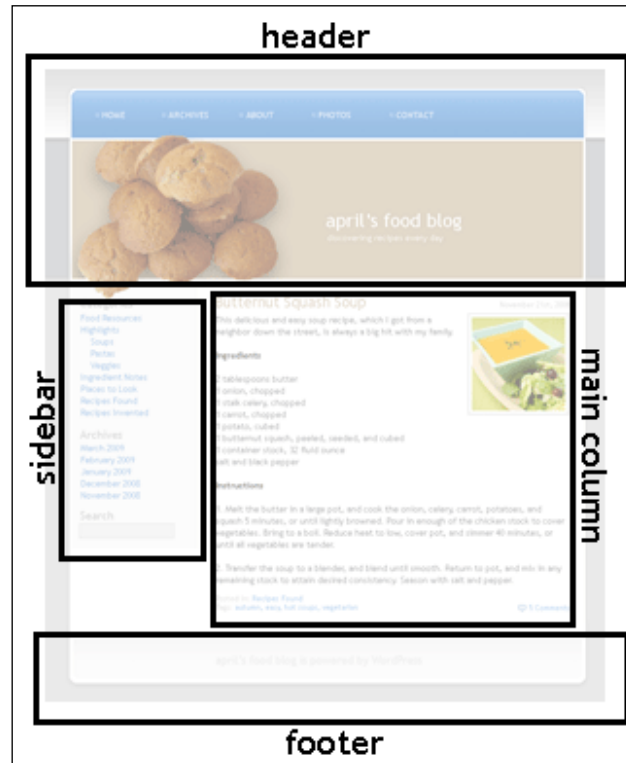 header
HOME ARCHIVES ABOUT PHOTOS CONTACT
april's food blog
discovering recipes every day
sidebar
Food Resources
Highlights
Soups
Pastas
Veggies
Ingredient Notes
Places to Look
Recipes Found
Recipes Invented
Archives
March 2009
February 2009
January 2009
December 2008
November 2008
Search
main column
Butternut Squash Soup
This delicious and easy soup recipe, which I got from a
neighbor down the street, is always a big hit with my family.
Ingredients
2 tablespoons butter
1 onion, chopped
1 stalk celery, chopped
1 carrot, chopped
1 potato, cubed
1 butternut squash, peeled, seeded, and cubed
1 container stock, 32 fluid ounce
salt and black pepper
Instructions
1. Melt the butter in a large pot, and cook the onion, celery, carrot, potatoes, and
squash 5 minutes, or until lightly browned. Pour in enough of the chicken stock to cover
vegetables. Bring to a boil. Reduce heat to low, cover pot, and simmer 40 minutes, or
until all vegetables are tender.
2. Transfer the soup to a blender, and blend until smooth. Return to pot, and mix in any
remaining stock to attain desired consistency. Season with salt and pepper.
Posted in: Recipes Found
Tags: autumn, easy, hot soups, vegetarian
5 Comments
april's food blog is powered by WordPress
footer